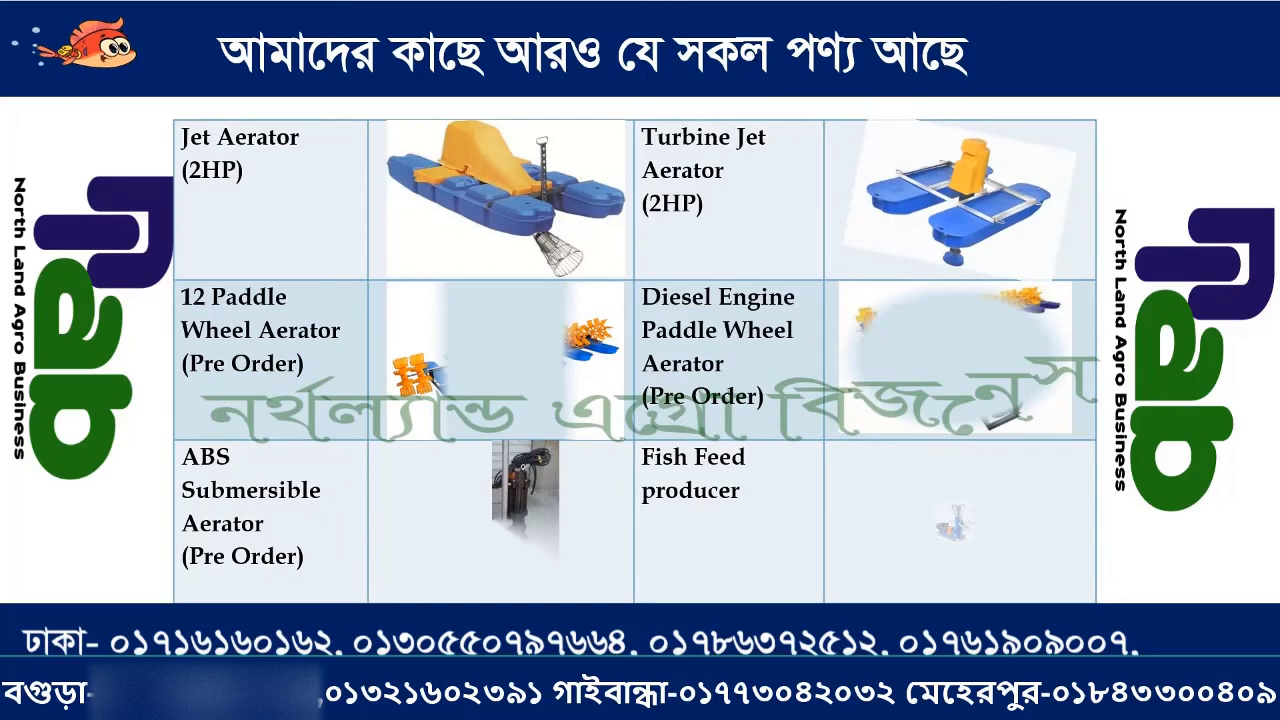 আমাদের কাছে আরও যে সকল পণ্য আছে
Jet Aerator
(2HP)
Turbine Jet
Aerator
(2HP)
12 Paddle
Wheel Aerator
(Pre Order)
Diesel Engine
Paddle Wheel
Aerator
(Pre Order)
ABS
Submersible
Aerator
(Pre Order)
Fish Feed
producer
নর্থল্যান্ড এগ্রো বিজনেস
nab
North Land Agro Business
nab
North Land Agro Business
ঢাকা- ০১৭১৬১৬০১৬২, ০১৩০৫৫০৭৯৭৬৬৪, ০১৭৮৬৩৭২৫১২, ০১৭৬১৯০৯০০৭,
বগুড়া- ,০১৩২১৬০২৩৯১ গাইবান্ধা-০১৭৭৩০৪২০৩২ মেহেরপুর-০১৮৪৩৩০০৪০৯